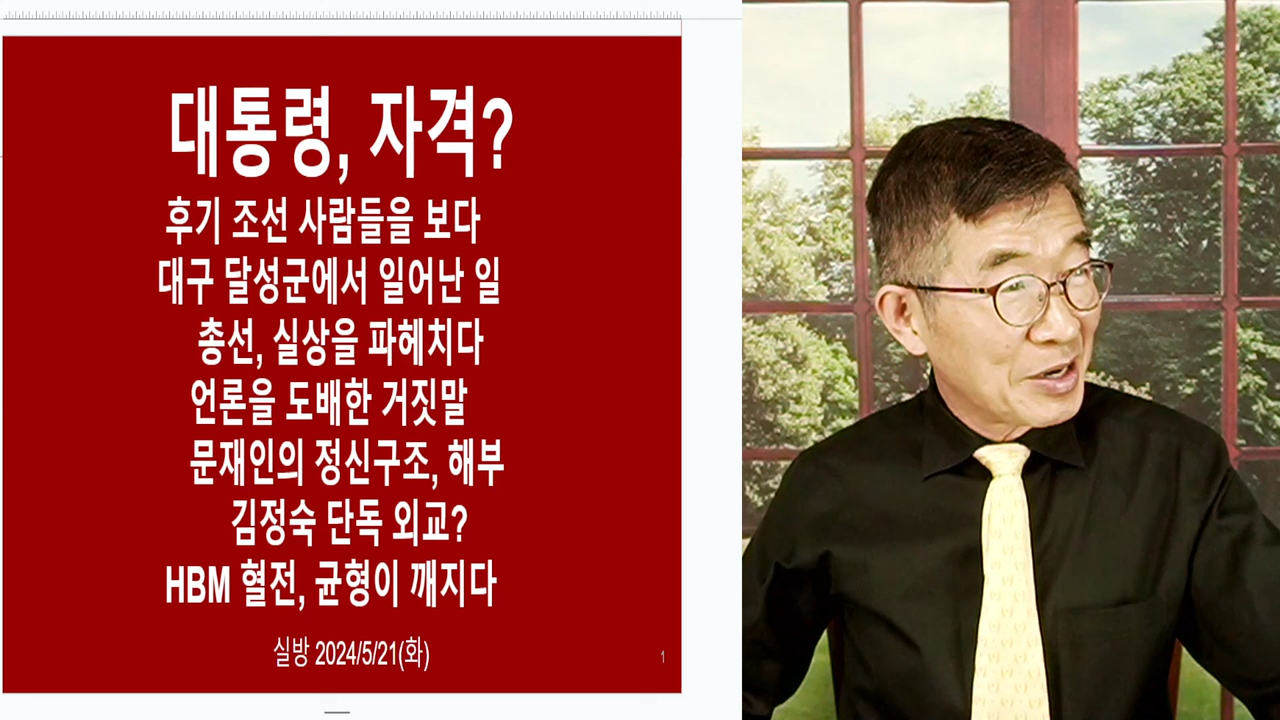 대통령, 자격?
후기 조선 사람들을 보다
대구 달성군에서 일어난 일
총선, 실상을 파헤치다
언론을 도배한 거짓말
문재인의 정신구조, 해부
김정숙 단독 외교?
HBM 혈전, 균형이 깨지다
실방 2024/5/21(화)
1